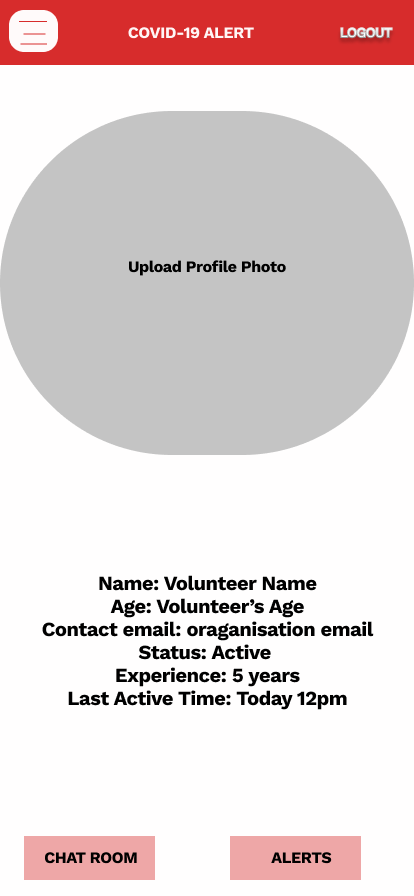 COVID-19 ALERT
LOGOUT
Upload Profile Photo
Name: Volunteer Name
Age: Volunteer’s Age
Contact email: oraganisation email
Status: Active
Experience: 5 years
Last Active Time: Today 12pm
CHAT ROOM
ALERTS